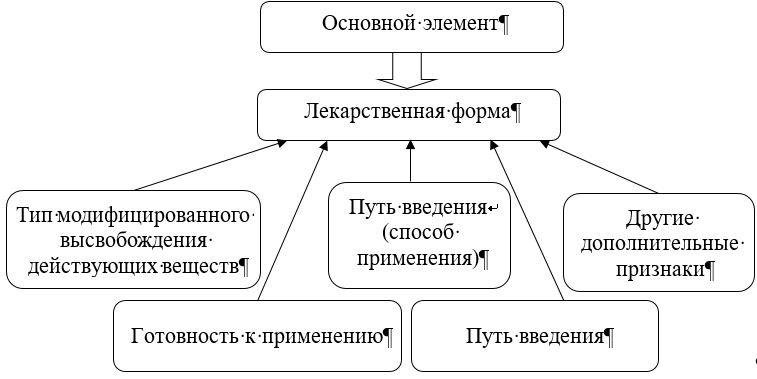 Основной элемент¶
Лекарственная форма¶
Тип модифицированного
высвобождения
действующих веществ¶
Путь введения↵
(способ
применения)¶
Другие
дополнительные
признаки¶
Готовность к применению¶
Путь введения¶